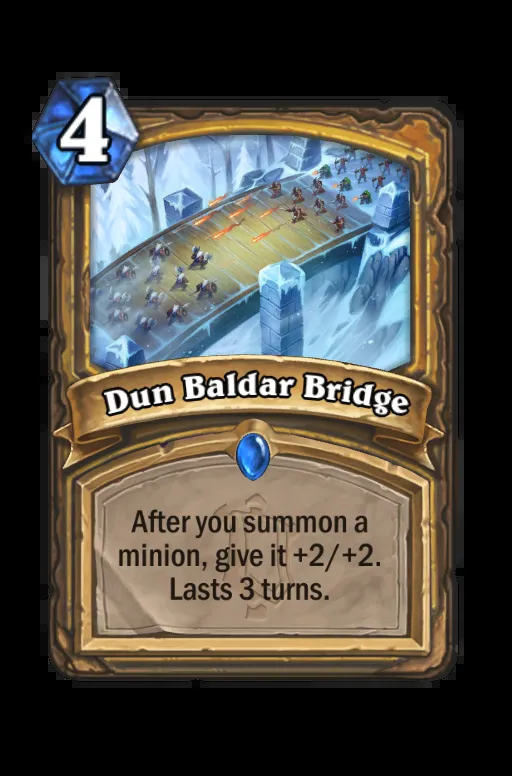 4
Dun Baldar Bridge
After you summon a
minion, give it +2/+2.
Lasts 3 turns.